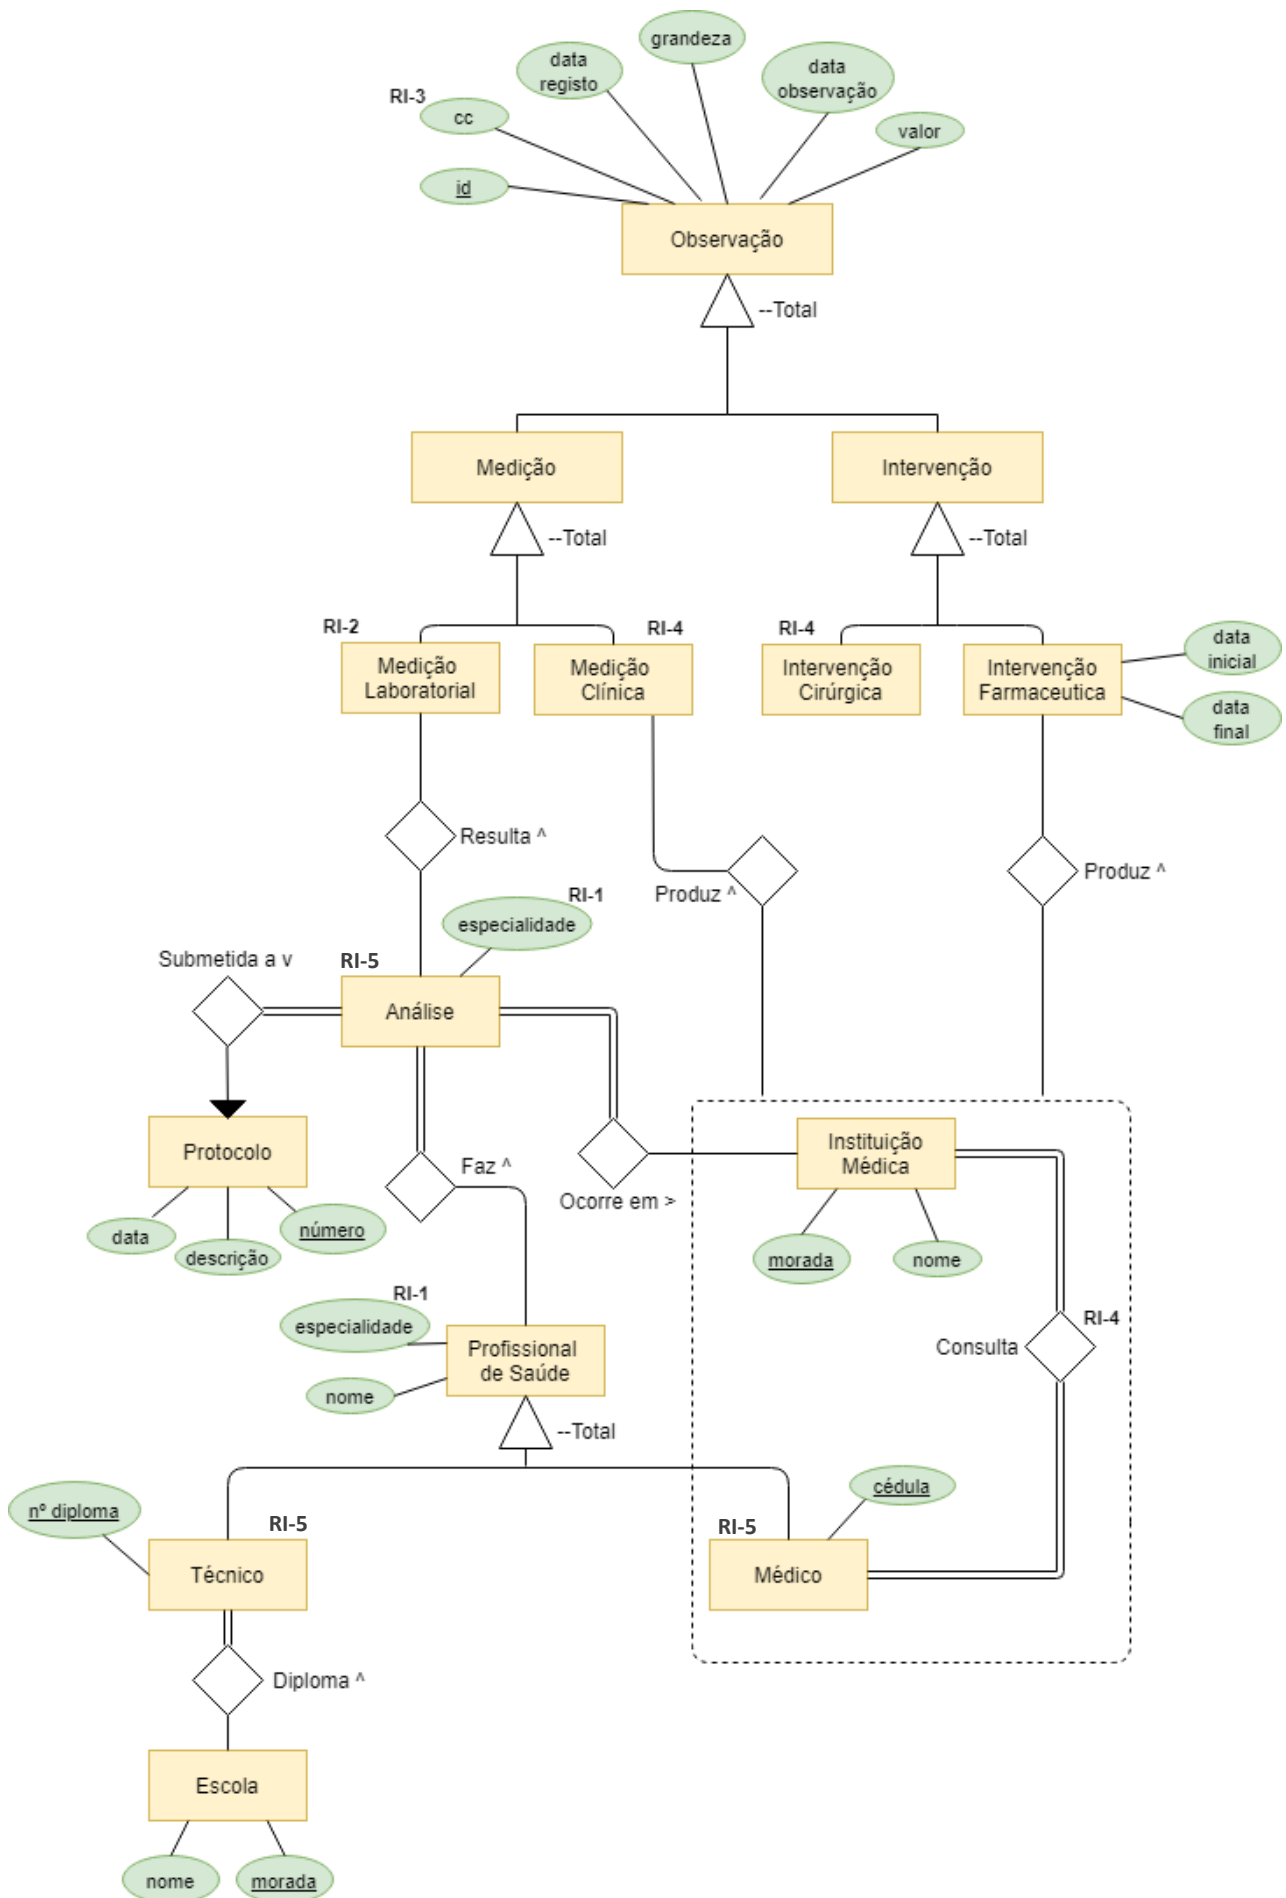 grandeza
data
registo
data
observação
RI-3
cc
valor
id
Observação
--Total
Medição
Intervenção
--Total
--Total
RI-2
RI-4
RI-4
Medição
Laboratorial
Medição
Clínica
Intervenção
Cirúrgica
Intervenção
Farmaceutica
data
inicial
data
final
Resulta ^
Produz ^
Produz ^
RI-1
especialidade
Submetida a v
RI-5
Análise
Protocolo
data
descrição
número
Faz ^
Ocorre em >
Instituição
Médica
morada
nome
RI-1
especialidade
Profissional
de Saúde
nome
--Total
Consulta
RI-4
nº diploma
RI-5
Técnico
cédula
RI-5
Médico
Diploma ^
Escola
nome
morada